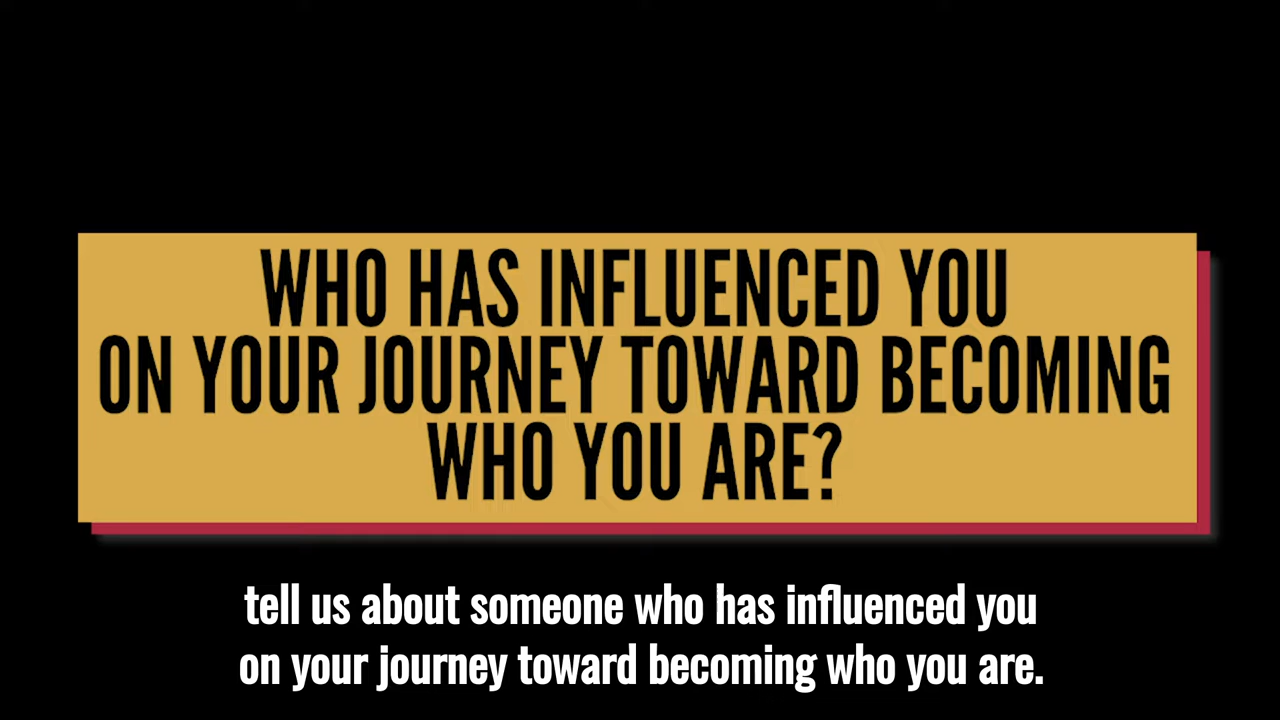 WHO HAS INFLUENCED YOU
ON YOUR JOURNEY TOWARD BECOMING
WHO YOU ARE?
tell us about someone who has influenced you
on your journey toward becoming who you are.